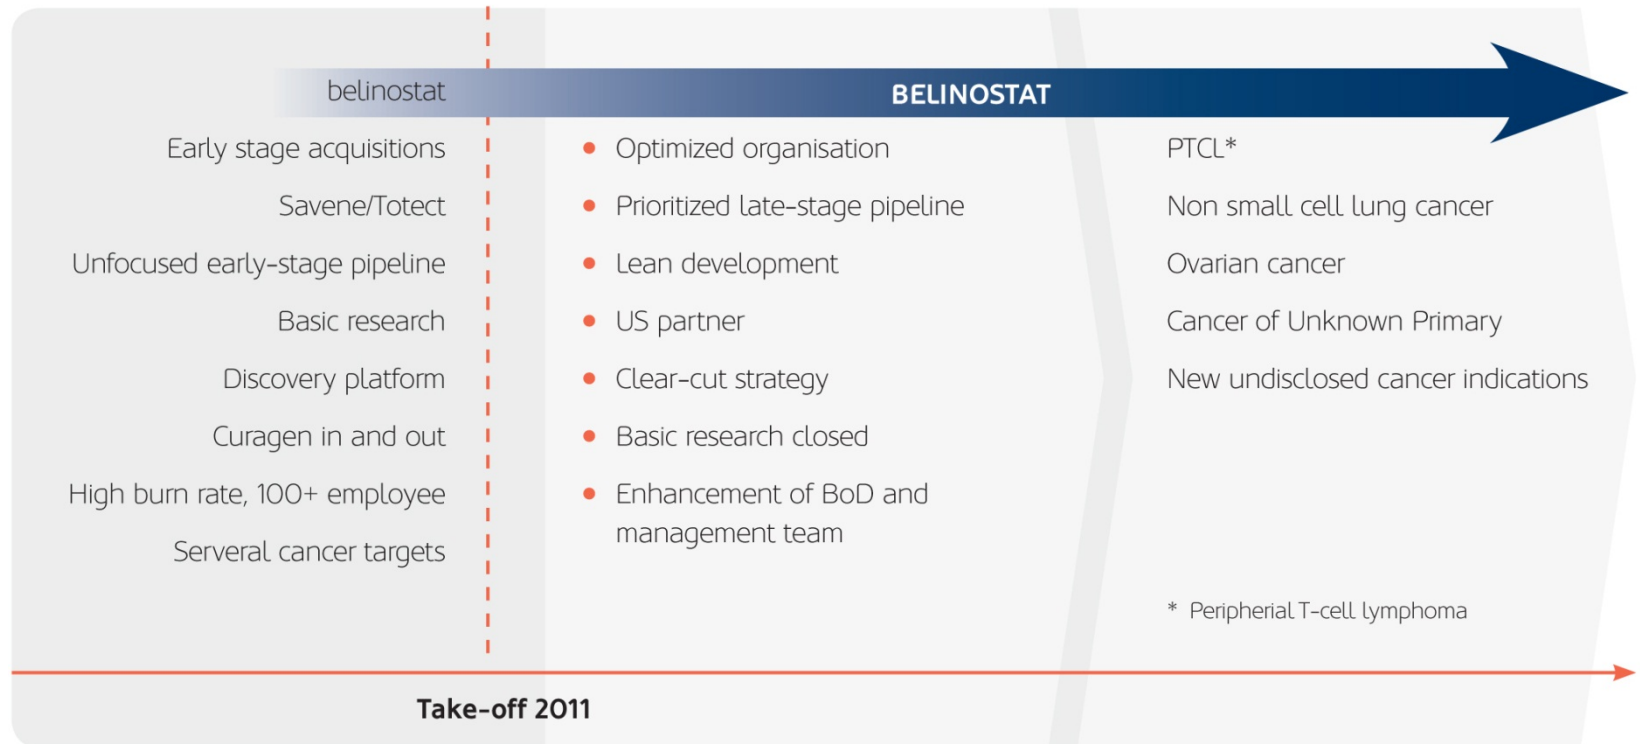 belinostat
Early stage acquisitions
Savene/Totect
Unfocused early-stage pipeline
Basic research
Discovery platform
Curagen in and out
High burn rate, 100+ employee
Serveral cancer targets
BELINOSTAT
Optimized organisation
Prioritized late-stage pipeline
Lean development
US partner
Clear-cut strategy
Basic research closed
Enhancement of BoD and
management team
PTCL*
Non small cell lung cancer
Ovarian cancer
Cancer of Unknown Primary
New undisclosed cancer indications
* Peripherial T-cell lymphoma
Take-off 2011